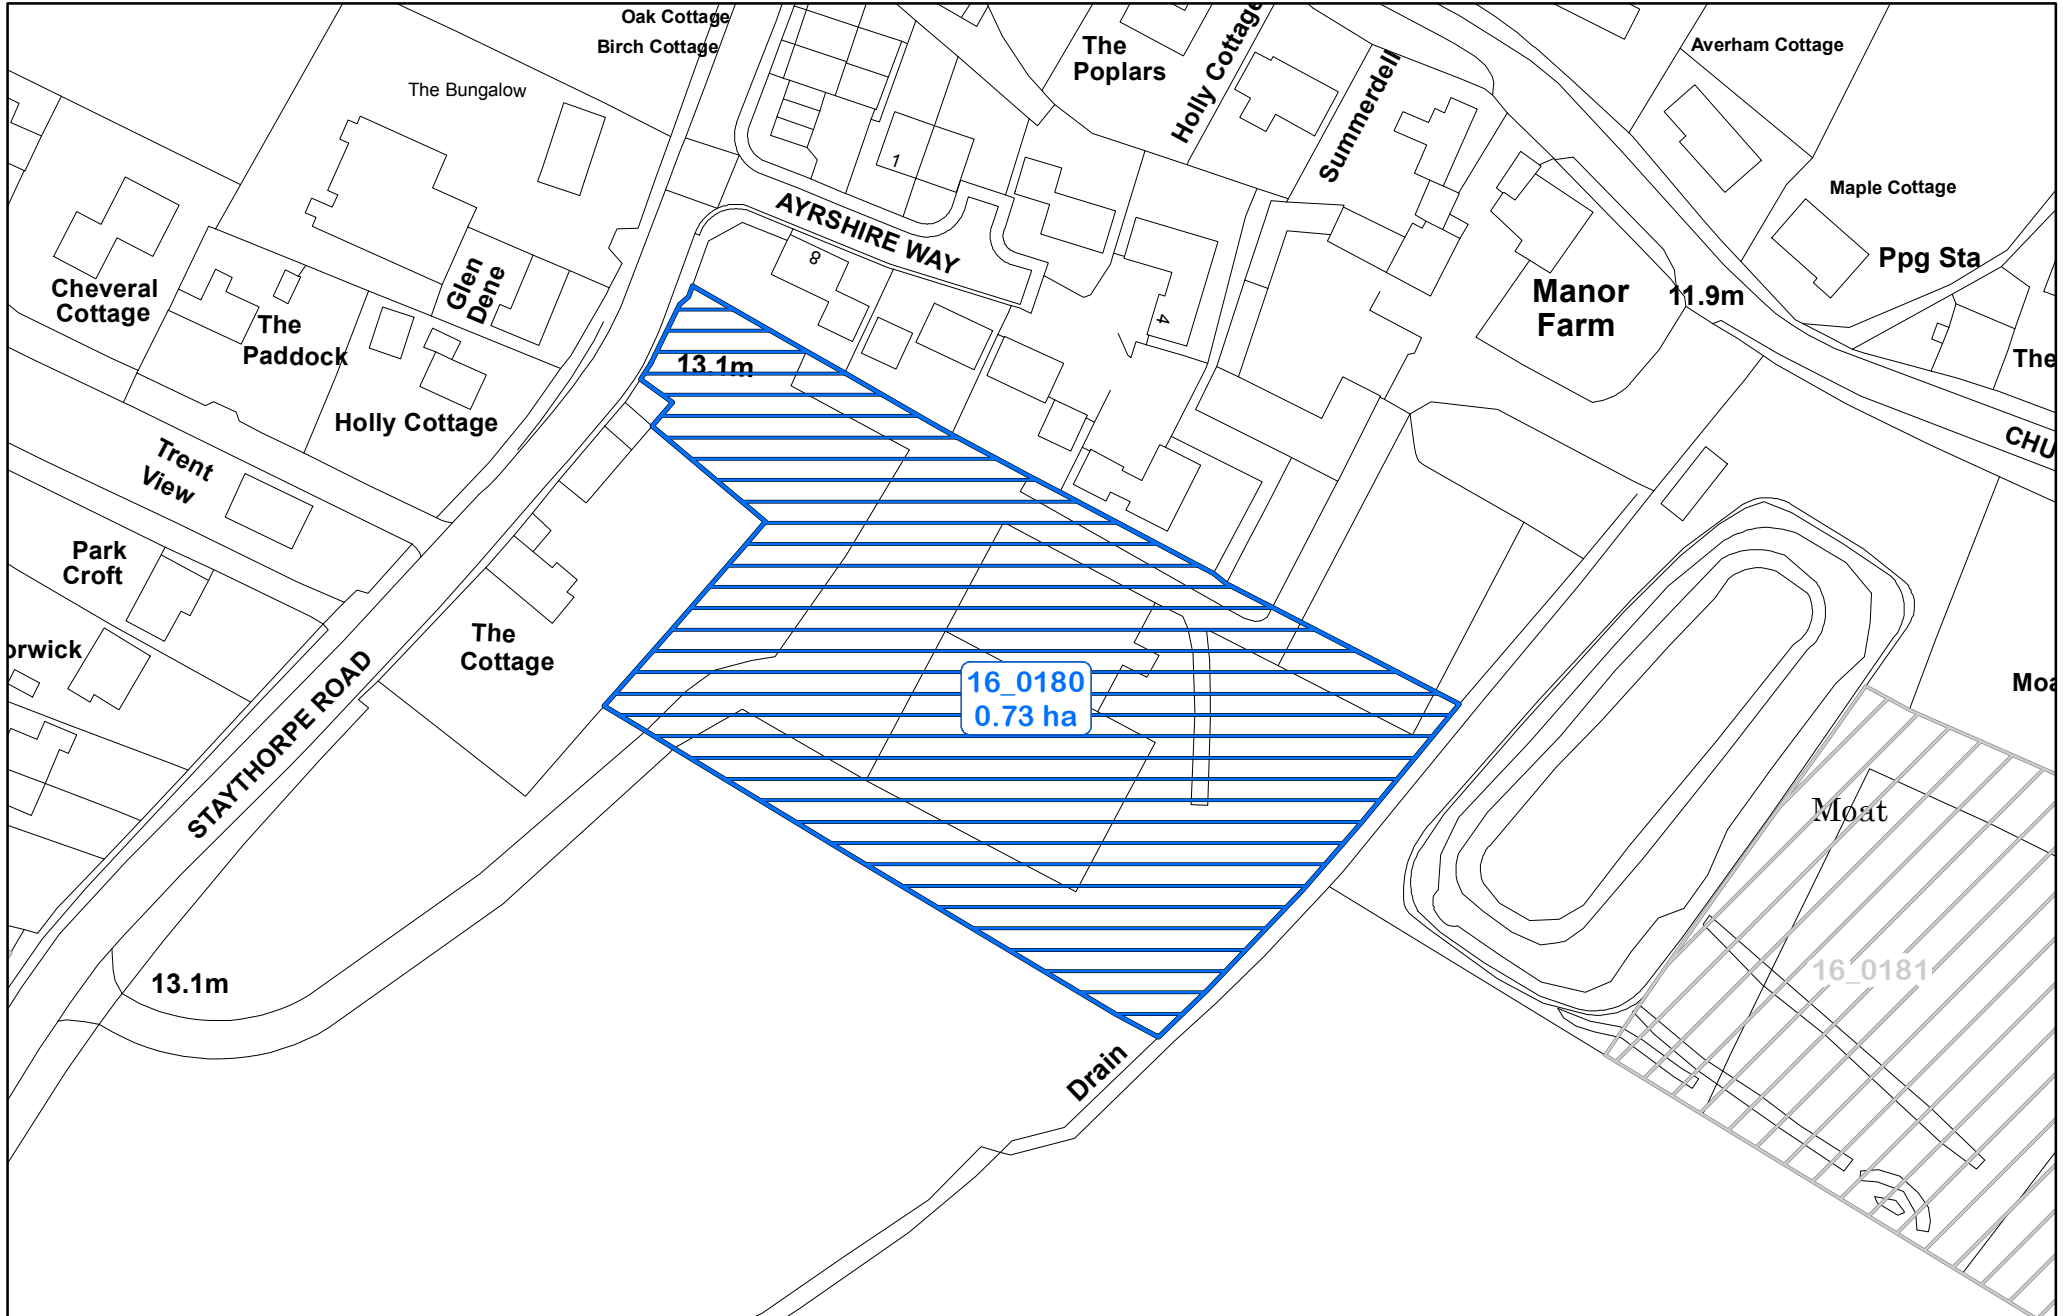 Oak Cottage
Birch Cottage
The
Poplars
Holly Cottage
Summerdell
Averham Cottage
The Bungalow
1
AYRSHIRE WAY
8
4
Maple Cottage
Ppg Sta
Manor
Farm
11.9m
Cheveral
Cottage
Glen
Dene
The
Paddock
13.1m
Holly Cottage
The
CHU
Trent
View
Park
Croft
The
Cottage
orwick
STAYTHORPE ROAD
16_0180
0.73 ha
Moa
Moat
16_0181
13.1m
Drain